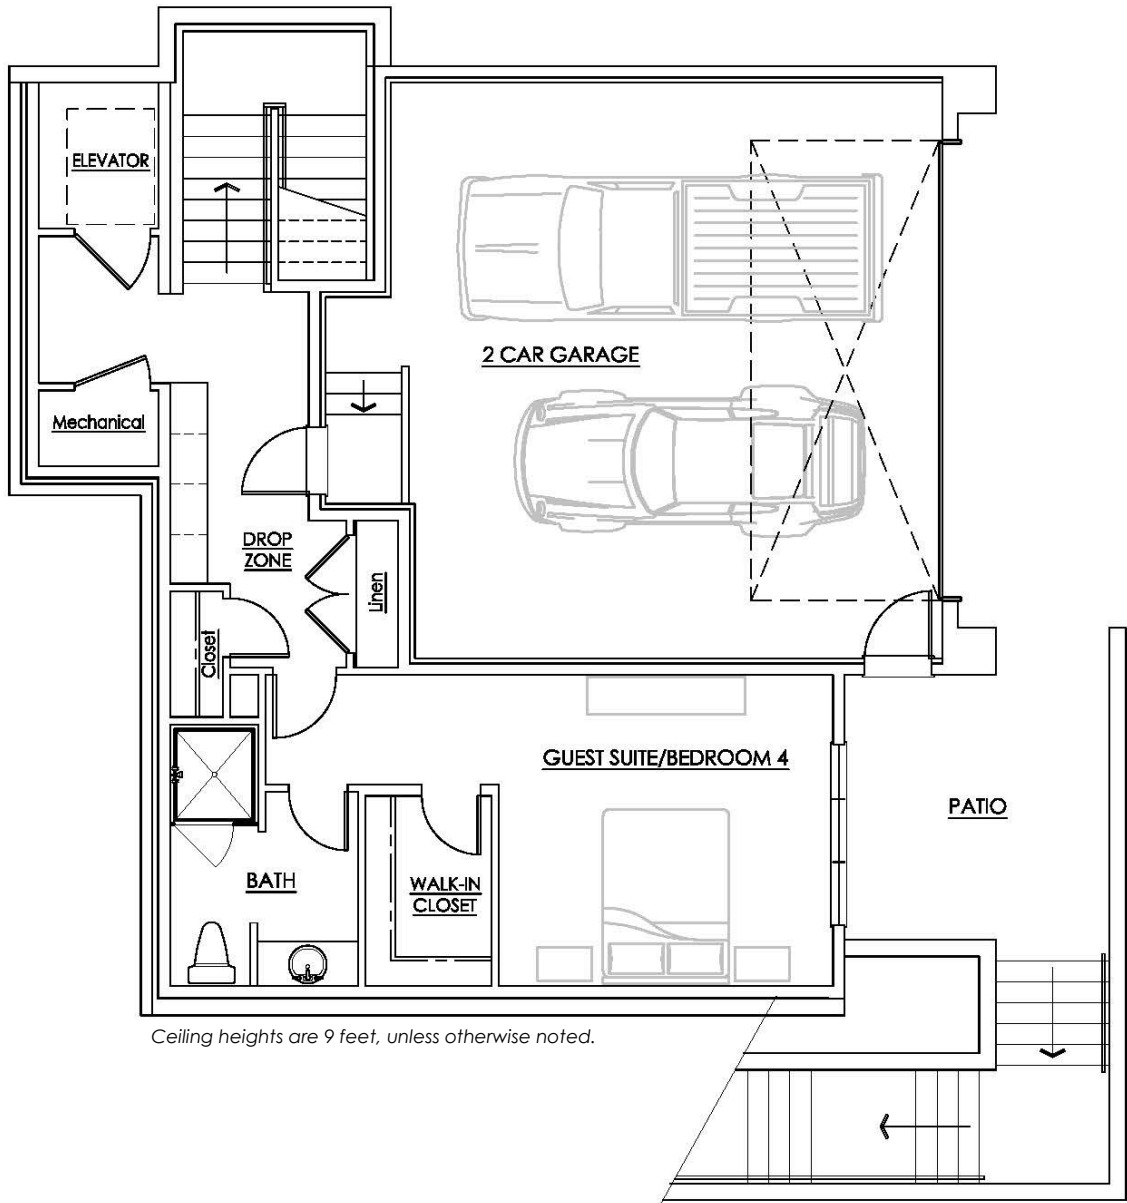 ELEVATOR
2 CAR GARAGE
Mechanical
DROP
ZONE
Linen
Closet
GUEST SUITE/BEDROOM 4
PATIO
BATH
WALK-IN
CLOSET
Ceiling heights are 9 feet, unless otherwise noted.